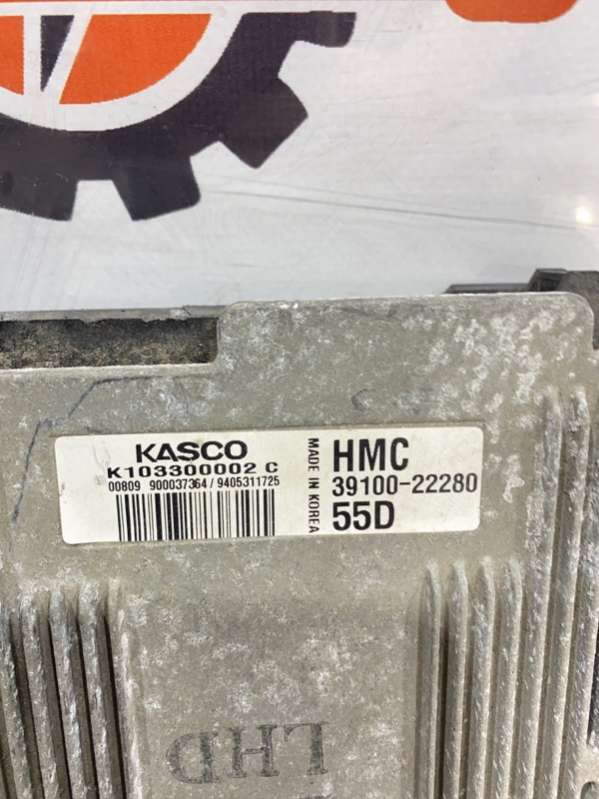 KASCO
K103300002 C
00809 900037364 / 9405311725
MADE IN KOREA
HMC
39100-22280
55D
LHD